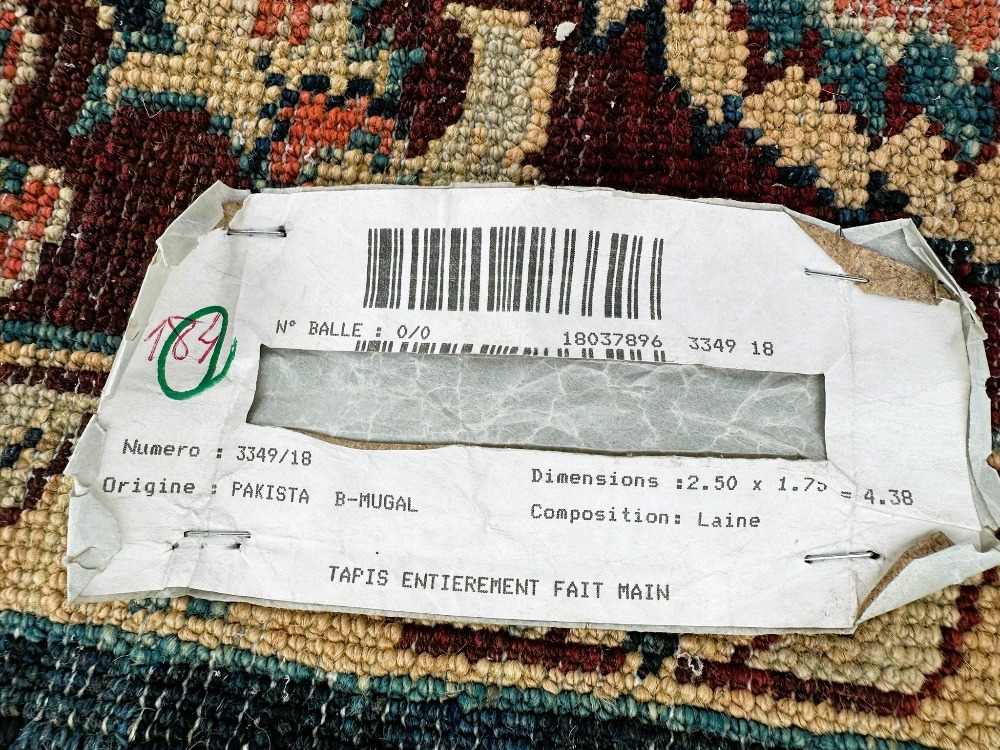 N° BALLE : 0/0 18037896 3349 18
184
Numero : 3349/18
Origine : PAKISTA B-MUGAL
Dimensions :2.50 x 1.75 = 4.38
Composition: Laine
TAPIS ENTIEREMENT FAIT MAIN